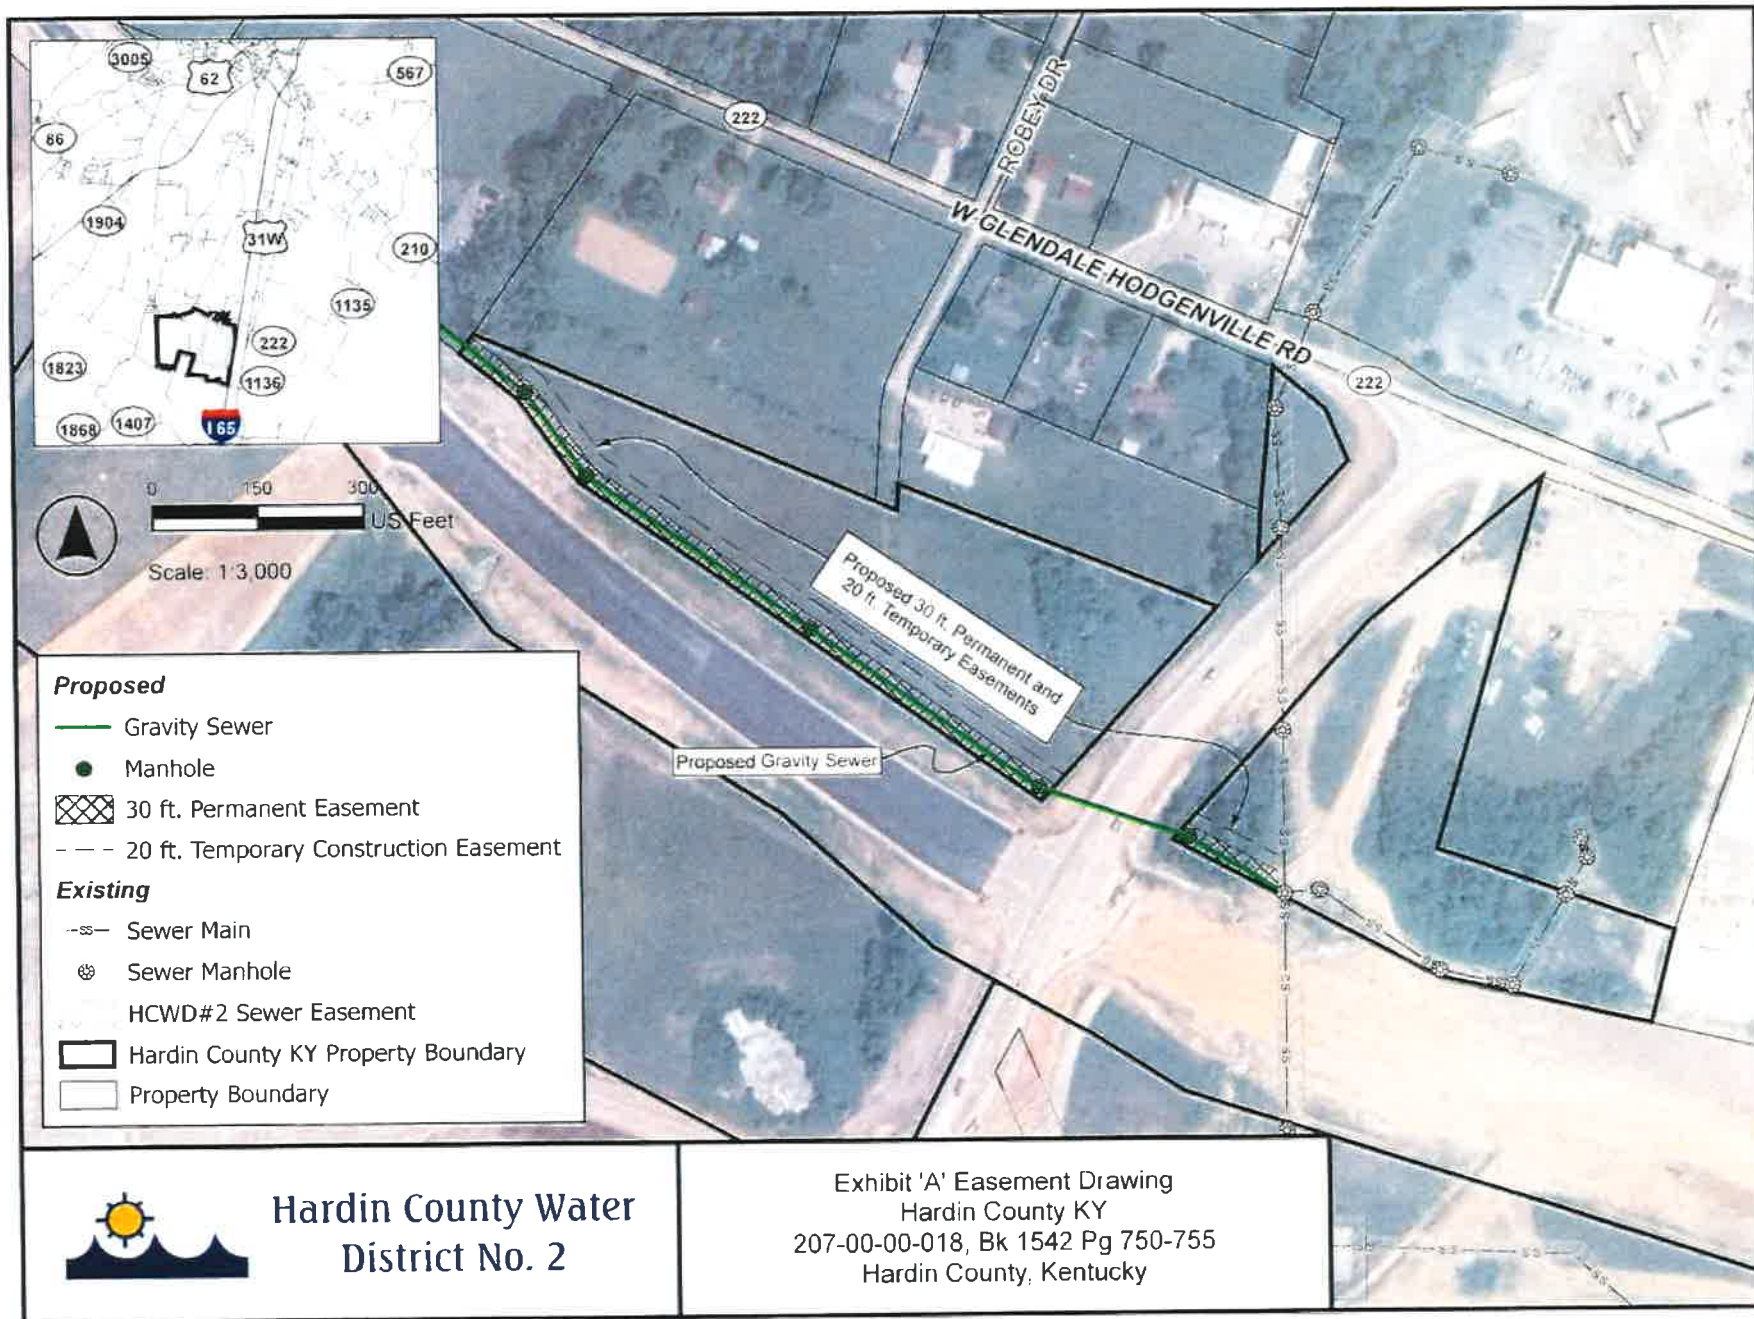 3005
62
567
86
1904
31W
210
1135
222
1823
1136
1868
1407
I 65
222
ROBEY DR
W GLENDALE HODGENVILLE RD
222
0 150 300
US Feet
Scale: 1:3,000
Proposed 30 ft. Permanent and
20 ft. Temporary Easements
Proposed Gravity Sewer
Proposed
Gravity Sewer
Manhole
30 ft. Permanent Easement
20 ft. Temporary Construction Easement
Existing
-ss- Sewer Main
Sewer Manhole
HCWD#2 Sewer Easement
Hardin County KY Property Boundary
Property Boundary
Hardin County Water
District No. 2
Exhibit 'A' Easement Drawing
Hardin County KY
207-00-00-018, Bk 1542 Pg 750-755
Hardin County, Kentucky